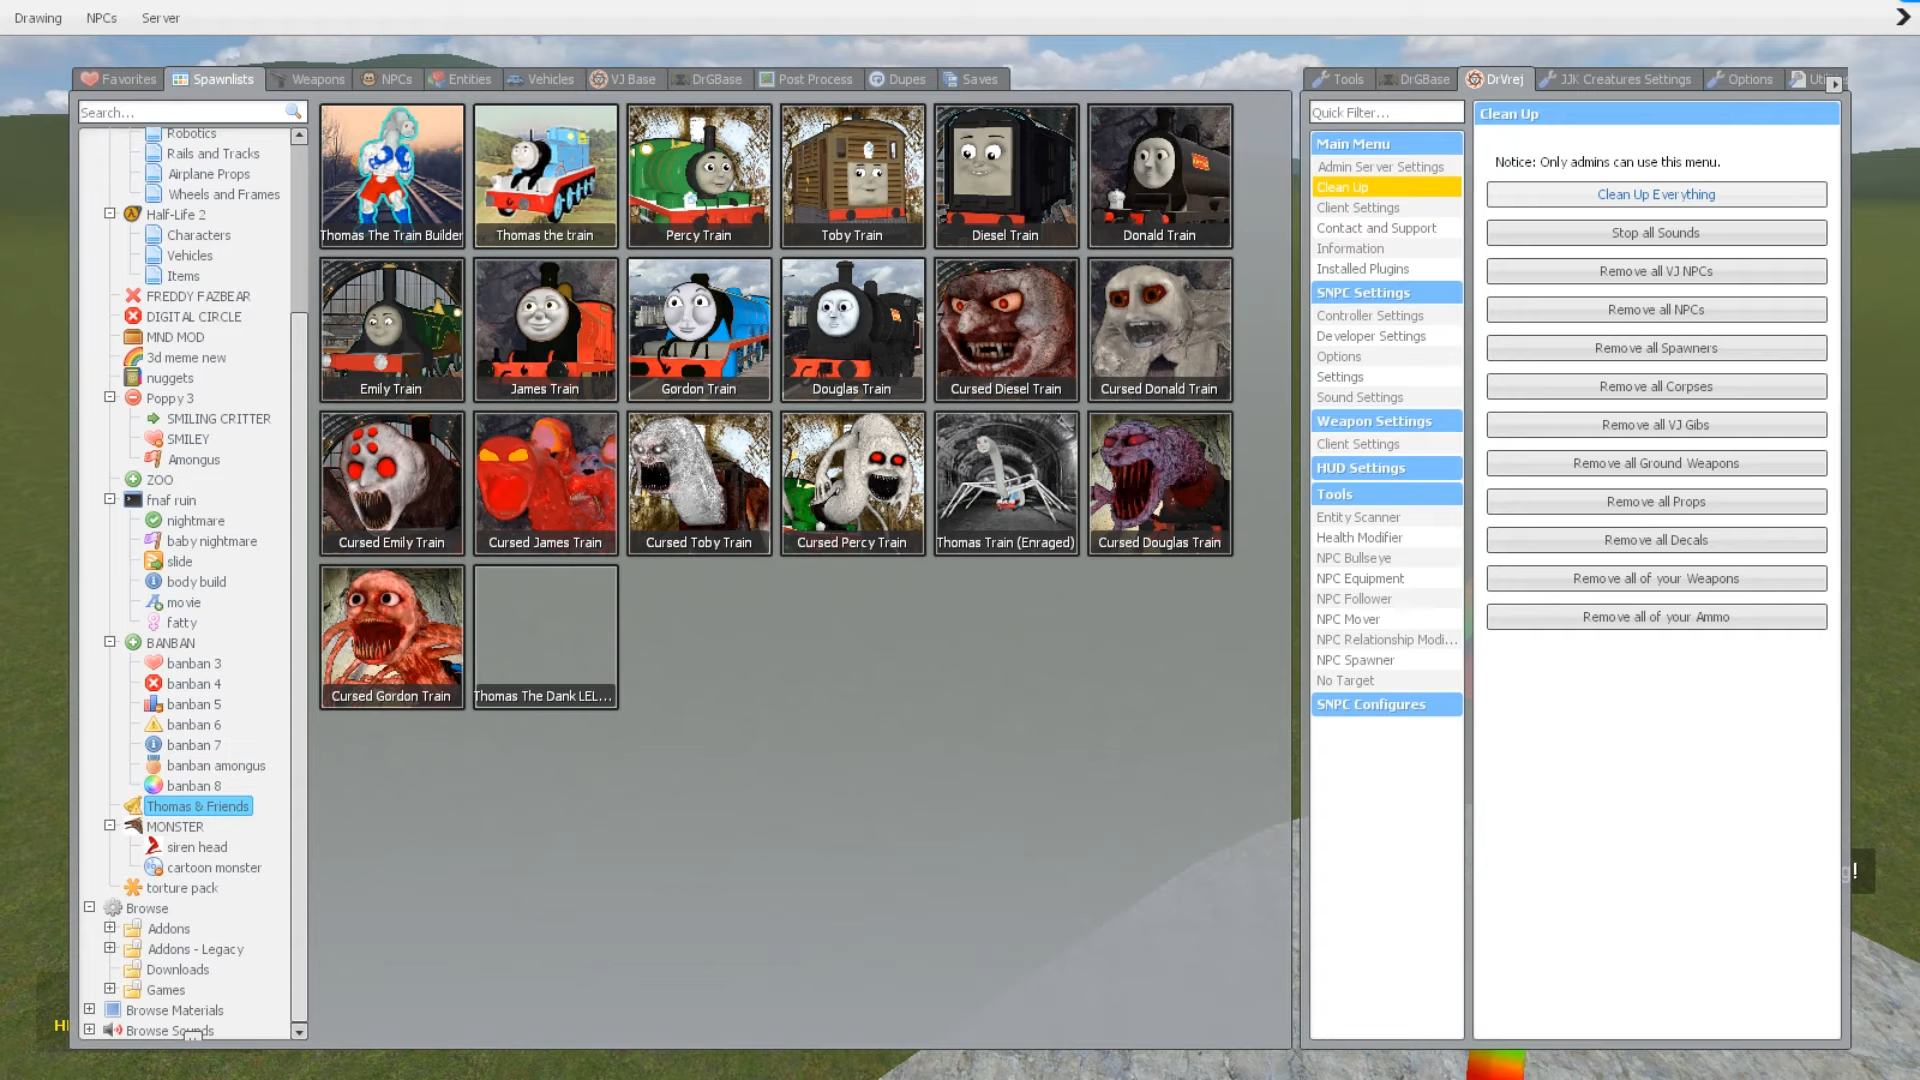 Drawing NPCs Server
Favorites Spawnlists Weapons NPCs Entities Vehicles VJ Base DrGBase Post Process Dupes Saves
Search...
Robotics
Rails and Tracks
Airplane Props
Wheels and Frames
Half-Life 2
Characters
Vehicles
Items
FREDDY FAZBEAR
DIGITAL CIRCLE
MND MOD
3d meme new
nuggets
Poppy 3
SMILING CRITTER
SMILEY
Amongus
ZOO
fnaf ruin
nightmare
baby nightmare
slide
body build
movie
fatty
BANBAN
banban 3
banban 4
banban 5
banban 6
banban 7
banban amongus
banban 8
Thomas & Friends
MONSTER
siren head
cartoon monster
torture pack
Browse
Addons
Addons - Legacy
Downloads
Games
Browse Materials
Browse Sounds
Thomas The Train Builder
Thomas the train
Percy Train
Toby Train
Diesel Train
Donald Train
Emily Train
James Train
Gordon Train
Douglas Train
Cursed Diesel Train
Cursed Donald Train
Cursed Emily Train
Cursed James Train
Cursed Toby Train
Cursed Percy Train
Thomas Train (Enraged)
Cursed Douglas Train
Cursed Gordon Train
Thomas The Dank LEL...
Tools DrGBase DrVrej JJK Creatures Settings Options
Quick Filter...
Main Menu
Admin Server Settings
Clean Up
Client Settings
Contact and Support
Information
Installed Plugins
SNPC Settings
Controller Settings
Developer Settings
Options
Settings
Sound Settings
Weapon Settings
Client Settings
HUD Settings
Tools
Entity Scanner
Health Modifier
NPC Bullseye
NPC Equipment
NPC Follower
NPC Mover
NPC Relationship Modi...
NPC Spawner
No Target
SNPC Configures
Clean Up
Notice: Only admins can use this menu.
Clean Up Everything
Stop all Sounds
Remove all VJ NPCs
Remove all NPCs
Remove all Spawners
Remove all Corpses
Remove all VJ Gibs
Remove all Ground Weapons
Remove all Props
Remove all Decals
Remove all of your Weapons
Remove all of your Ammo